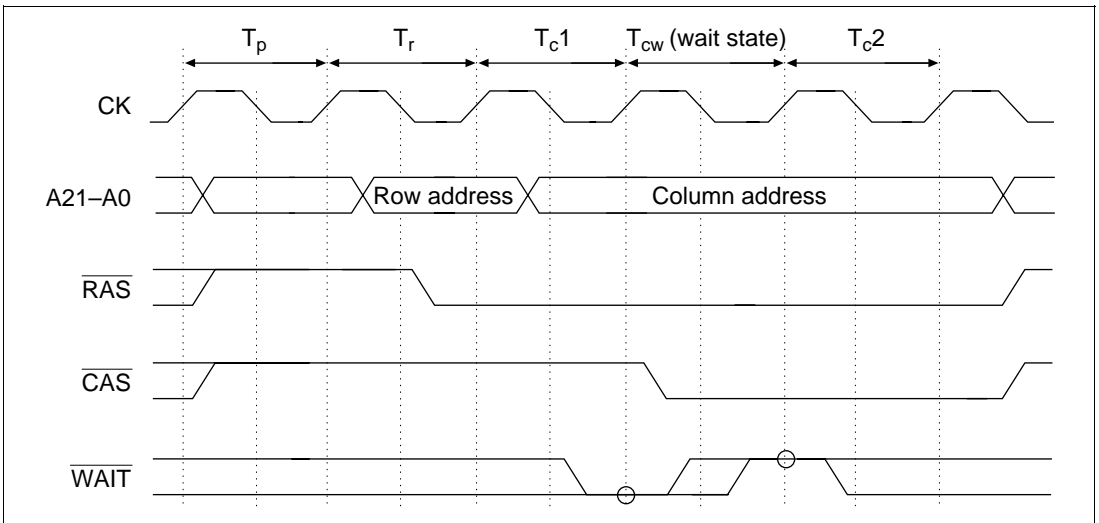 Tp Tr Tc1 Tcw (wait state) Tc2
CK
A21–A0 Row address Column address
RAS
CAS
WAIT